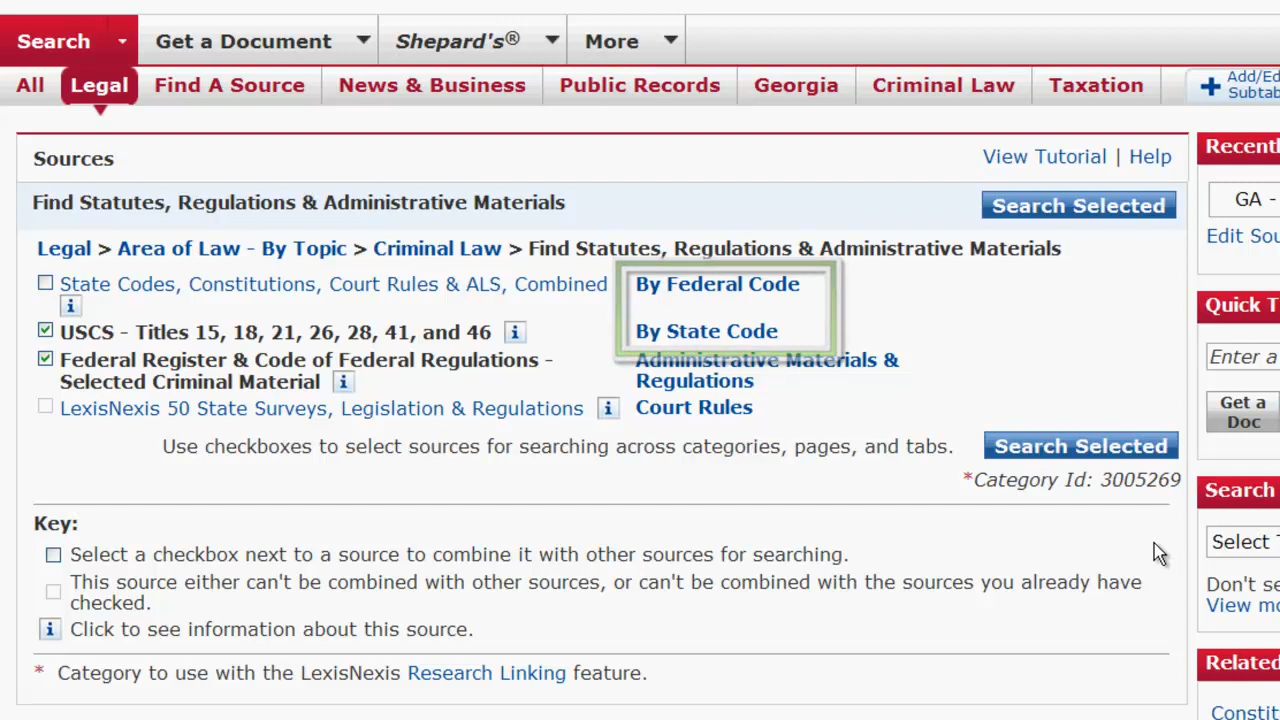 Search Get a Document Shepard's® More
All Legal Find A Source News & Business Public Records Georgia Criminal Law Taxation Add/Ed
Subtab
Sources View Tutorial | Help
Find Statutes, Regulations & Administrative Materials Search Selected
Legal > Area of Law - By Topic > Criminal Law > Find Statutes, Regulations & Administrative Materials
State Codes, Constitutions, Court Rules & ALS, Combined By Federal Code
USCS - Titles 15, 18, 21, 26, 28, 41, and 46 By State Code
Federal Register & Code of Federal Regulations - Administrative Materials &
Selected Criminal Material Regulations
LexisNexis 50 State Surveys, Legislation & Regulations Court Rules
Use checkboxes to select sources for searching across categories, pages, and tabs. Search Selected
*Category Id: 3005269
Key:
Select a checkbox next to a source to combine it with other sources for searching.
This source either can't be combined with other sources, or can't be combined with the sources you already have
checked.
Click to see information about this source.
* Category to use with the LexisNexis Research Linking feature.
Recent
GA -
Edit Sou
Quick T
Enter a
Get a
Doc
Search
Select T
Don't se
View mo
Related
Constit